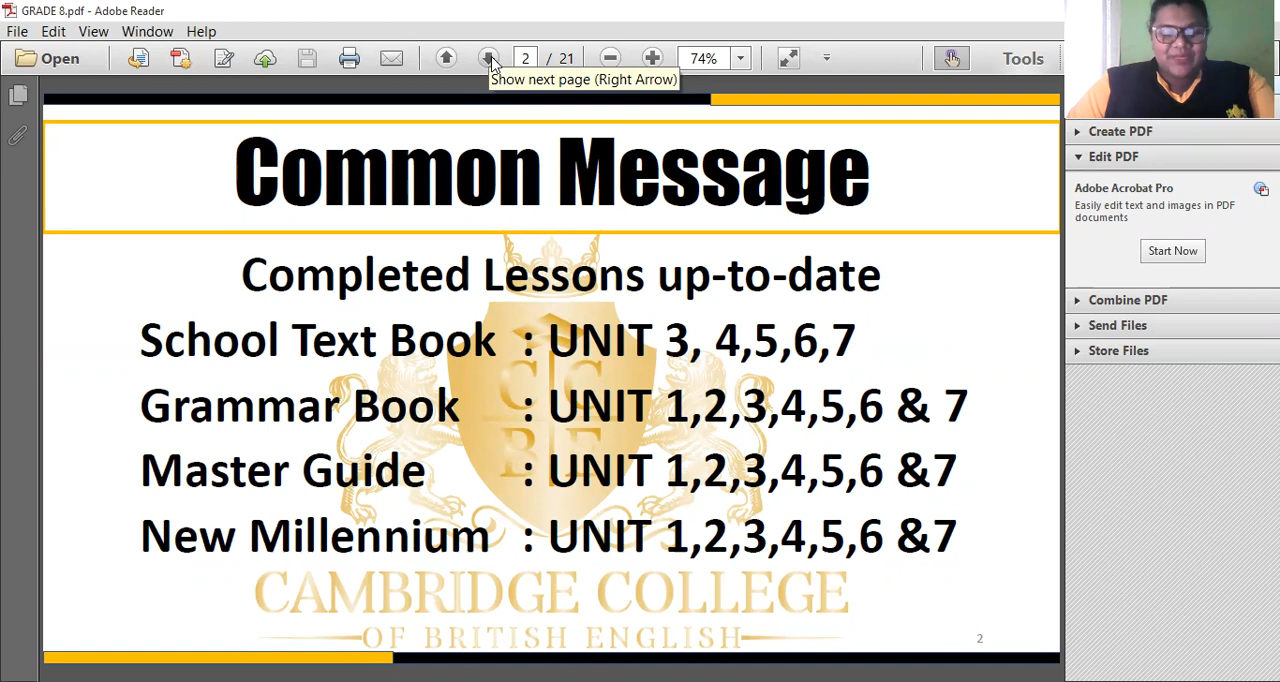 GRADE 8.pdf - Adobe Reader
File Edit View Window Help
Open 2 / 21 74% Tools
Show next page (Right Arrow)
Common Message
Completed Lessons up-to-date
School Text Book : UNIT 3, 4,5,6,7
Grammar Book : UNIT 1,2,3,4,5,6 & 7
Master Guide : UNIT 1,2,3,4,5,6 &7
New Millennium : UNIT 1,2,3,4,5,6 &7
C C
B E
CAMBRIDGE COLLEGE
OF BRITISH ENGLISH
2
Create PDF
Edit PDF
Adobe Acrobat Pro
Easily edit text and images in PDF
documents
Start Now
Combine PDF
Send Files
Store Files